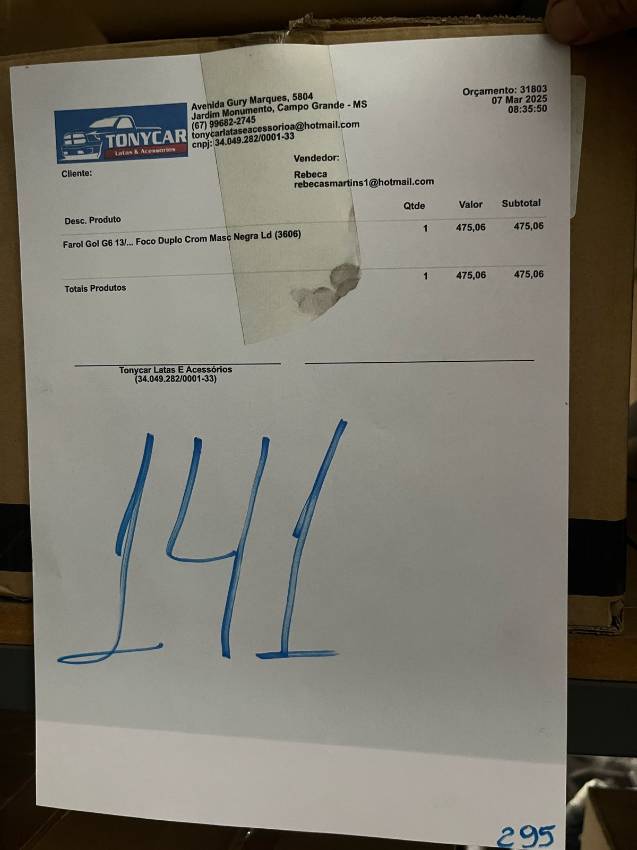 TONYCAR
Latas & Acessórios
Avenida Gury Marques, 5804
Jardim Monumento, Campo Grande - MS
(67) 99682-2745
tonycarlataseacessorioa@hotmail.com
cnpj: 34.049.282/0001-33
Orçamento: 31803
07 Mar 2025
08:35:50
Cliente:
Vendedor:
Rebeca
rebecasmartins1@hotmail.com
Desc. Produto Qtde Valor Subtotal
Farol Gol G6 13/... Foco Duplo Crom Masc Negra Ld (3606) 1 475,06 475,06
Totais Produtos 1 475,06 475,06
Tonycar Latas E Acessórios
(34.049.282/0001-33)
141
295